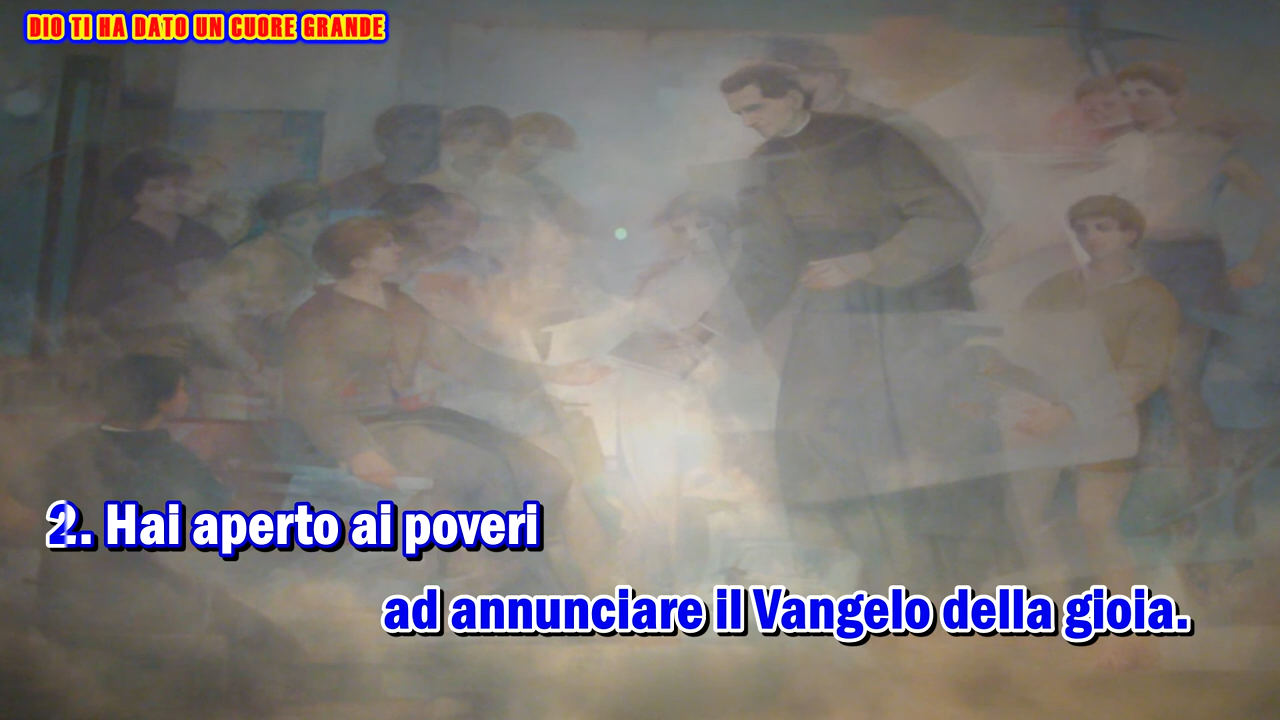 DIO TI HA DATO UN CUORE GRANDE
2. Hai aperto ai poveri
ad annunciare il Vangelo della gioia.